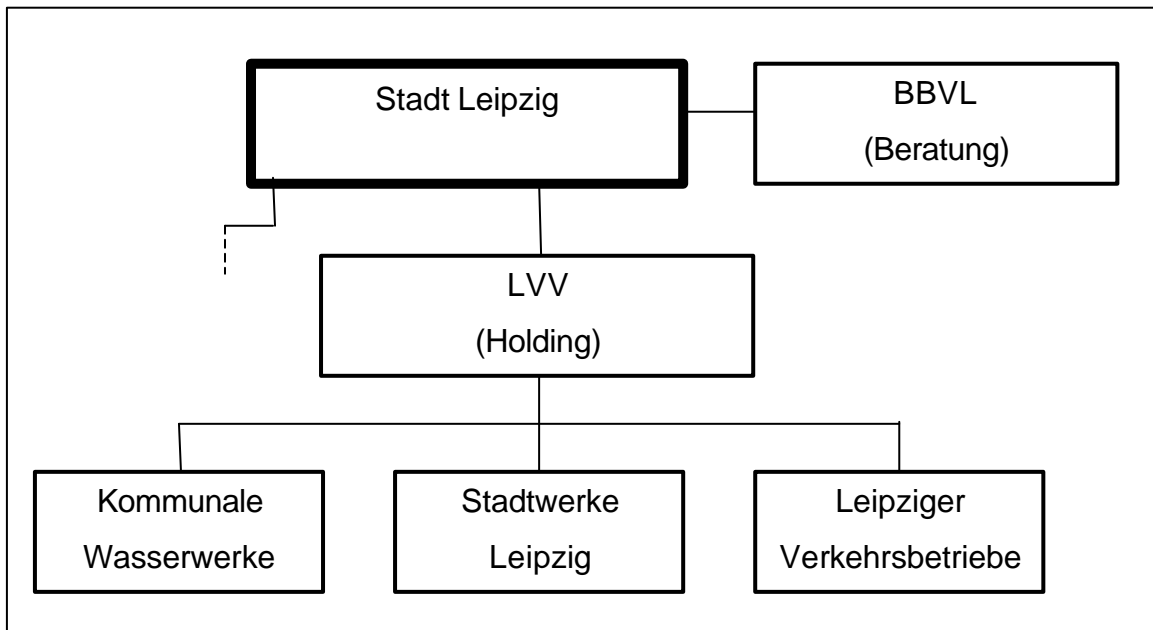 Stadt Leipzig
BBVL
(Beratung)
LVV
(Holding)
Kommunale
Wasserwerke
Stadtwerke
Leipzig
Leipziger
Verkehrsbetriebe